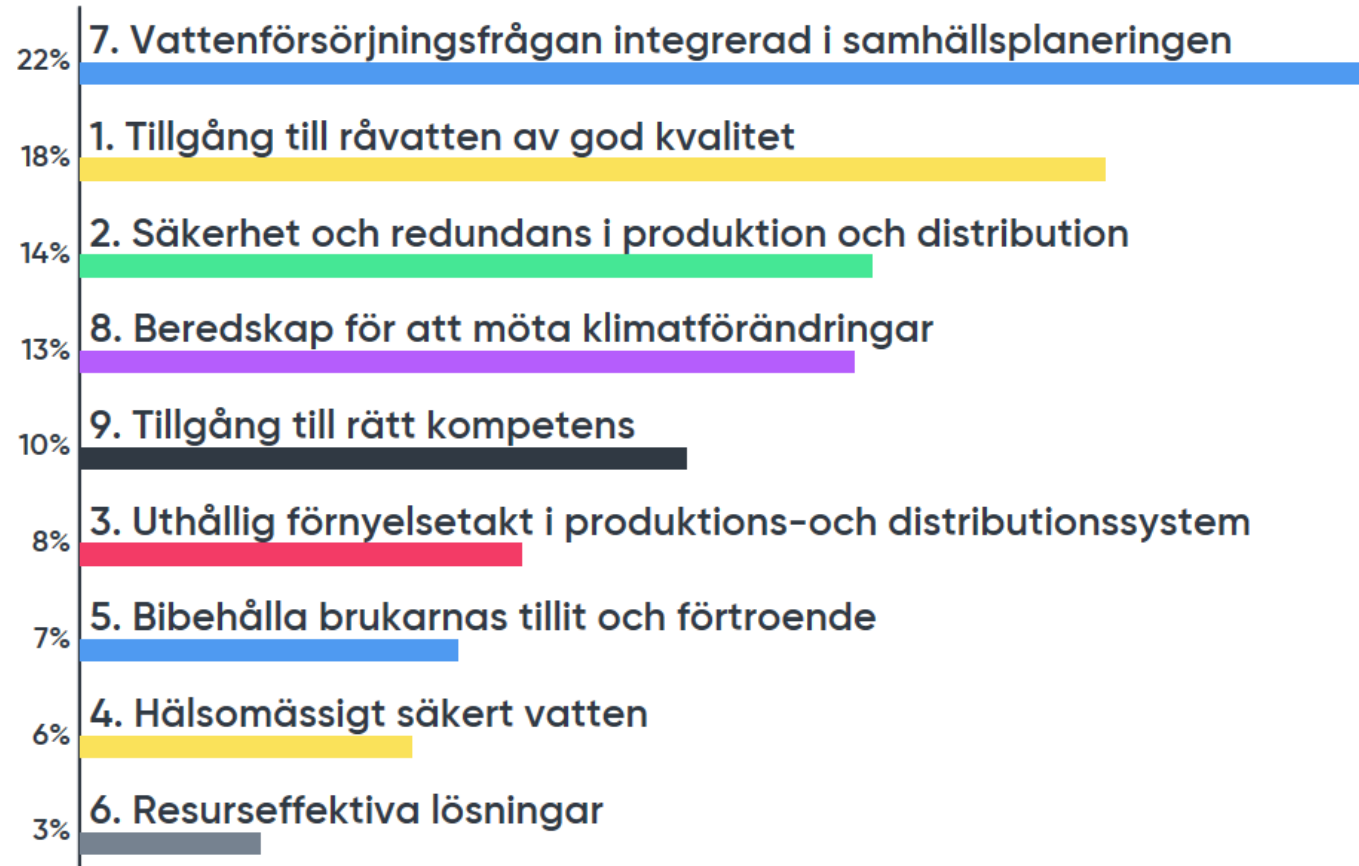 7. Vattenförsörjningsfrågan integrerad i samhällsplaneringen
22%
1. Tillgång till råvatten av god kvalitet
18%
2. Säkerhet och redundans i produktion och distribution
14%
8. Beredskap för att möta klimatförändringar
13%
9. Tillgång till rätt kompetens
10%
3. Uthållig förnyelsetakt i produktions-och distributionssystem
8%
5. Bibehålla brukarnas tillit och förtroende
7%
4. Hälsomässigt säkert vatten
6%
6. Resurseffektiva lösningar
3%